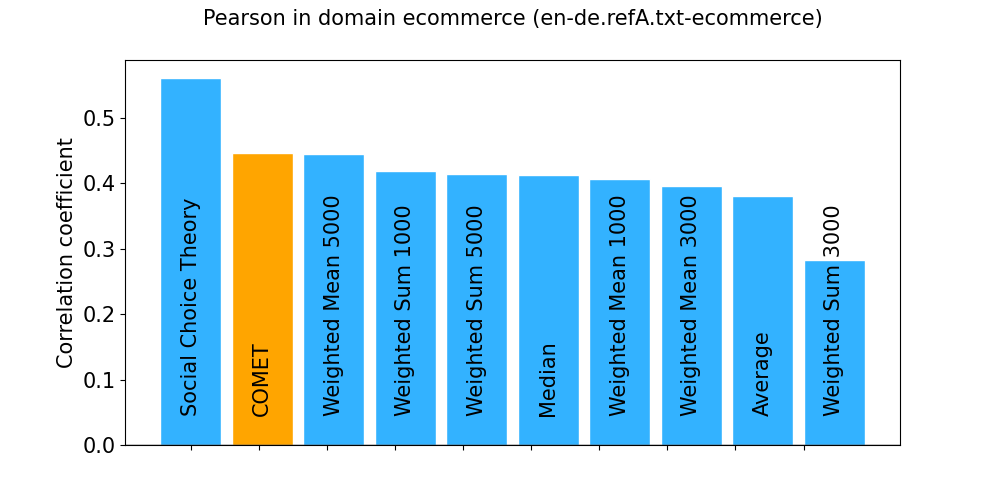 Pearson in domain ecommerce (en-de.refA.txt-ecommerce)
Correlation coefficient
0.5
0.4
0.3
0.2
0.1
0.0
Social Choice Theory
COMET
Weighted Mean 5000
Weighted Sum 1000
Weighted Sum 5000
Median
Weighted Mean 1000
Weighted Mean 3000
Average
Weighted Sum 3000